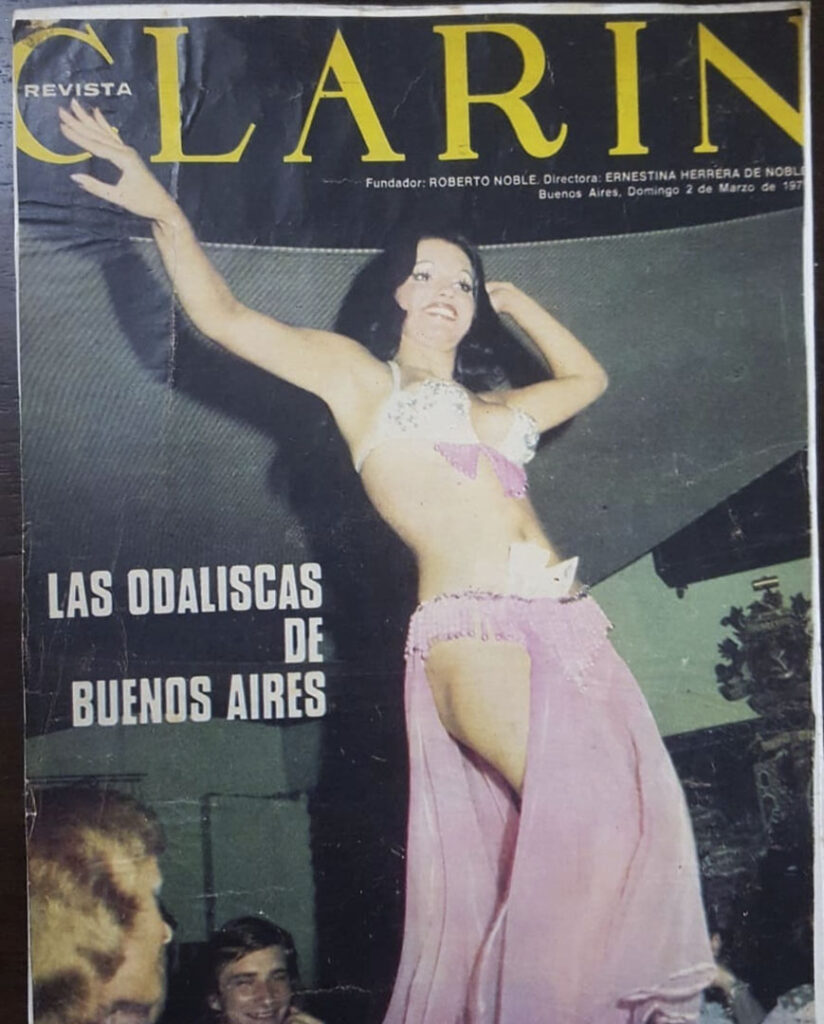 REVISTA
CLARIN
Fundador: ROBERTO NOBLE. Directora: ERNESTINA HERRERA DE NOBLE
Buenos Aires, Domingo 2 de Marzo de 197
LAS ODALISCAS
DE
BUENOS AIRES